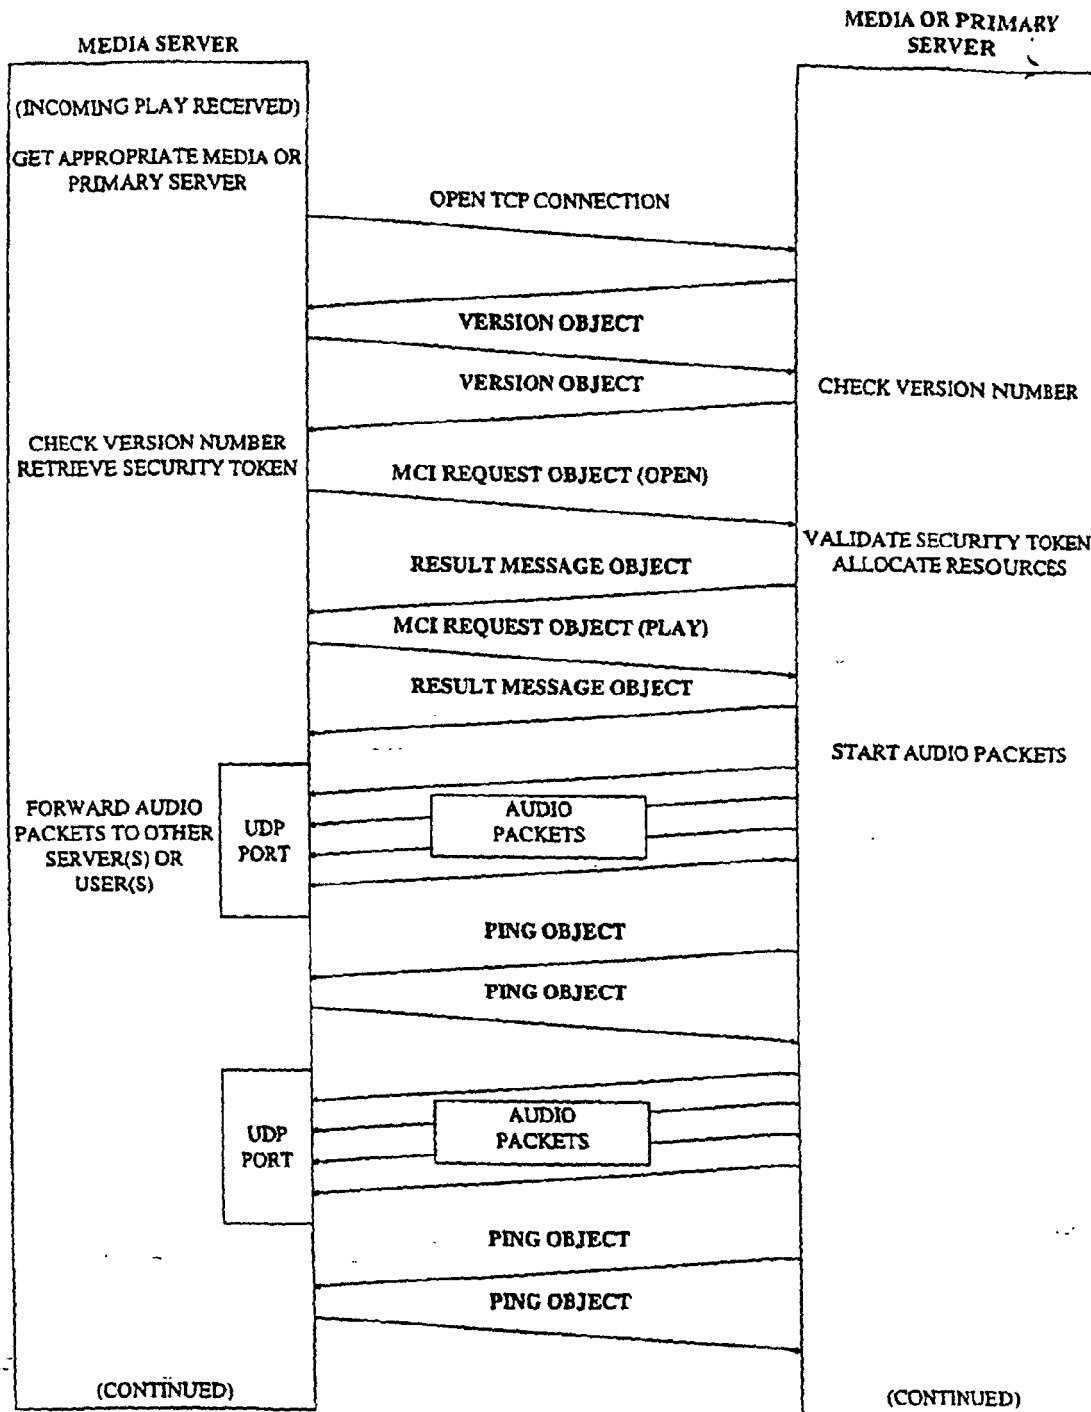 MEDIA SERVER
MEDIA OR PRIMARY
SERVER
(INCOMING PLAY RECEIVED)
GET APPROPRIATE MEDIA OR
PRIMARY SERVER
OPEN TCP CONNECTION
VERSION OBJECT
VERSION OBJECT
CHECK VERSION NUMBER
CHECK VERSION NUMBER
RETRIEVE SECURITY TOKEN
MCI REQUEST OBJECT (OPEN)
VALIDATE SECURITY TOKEN
ALLOCATE RESOURCES
RESULT MESSAGE OBJECT
MCI REQUEST OBJECT (PLAY)
RESULT MESSAGE OBJECT
START AUDIO PACKETS
FORWARD AUDIO
PACKETS TO OTHER
SERVER(S) OR
USER(S)
UDP
PORT
AUDIO
PACKETS
PING OBJECT
PING OBJECT
UDP
PORT
AUDIO
PACKETS
PING OBJECT
PING OBJECT
(CONTINUED)
(CONTINUED)